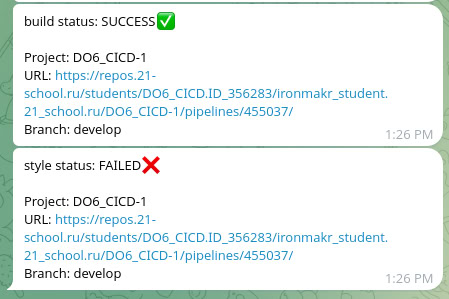 build status: SUCCESS✅
Project: DO6_CICD-1
URL: https://repos.21-
school.ru/students/DO6_CICD.ID_356283/ironmakr_student.
21_school.ru/DO6_CICD-1/pipelines/455037/
Branch: develop
1:26 PM
style status: FAILED❌
Project: DO6_CICD-1
URL: https://repos.21-
school.ru/students/DO6_CICD.ID_356283/ironmakr_student.
21_school.ru/DO6_CICD-1/pipelines/455037/
Branch: develop
1:26 PM